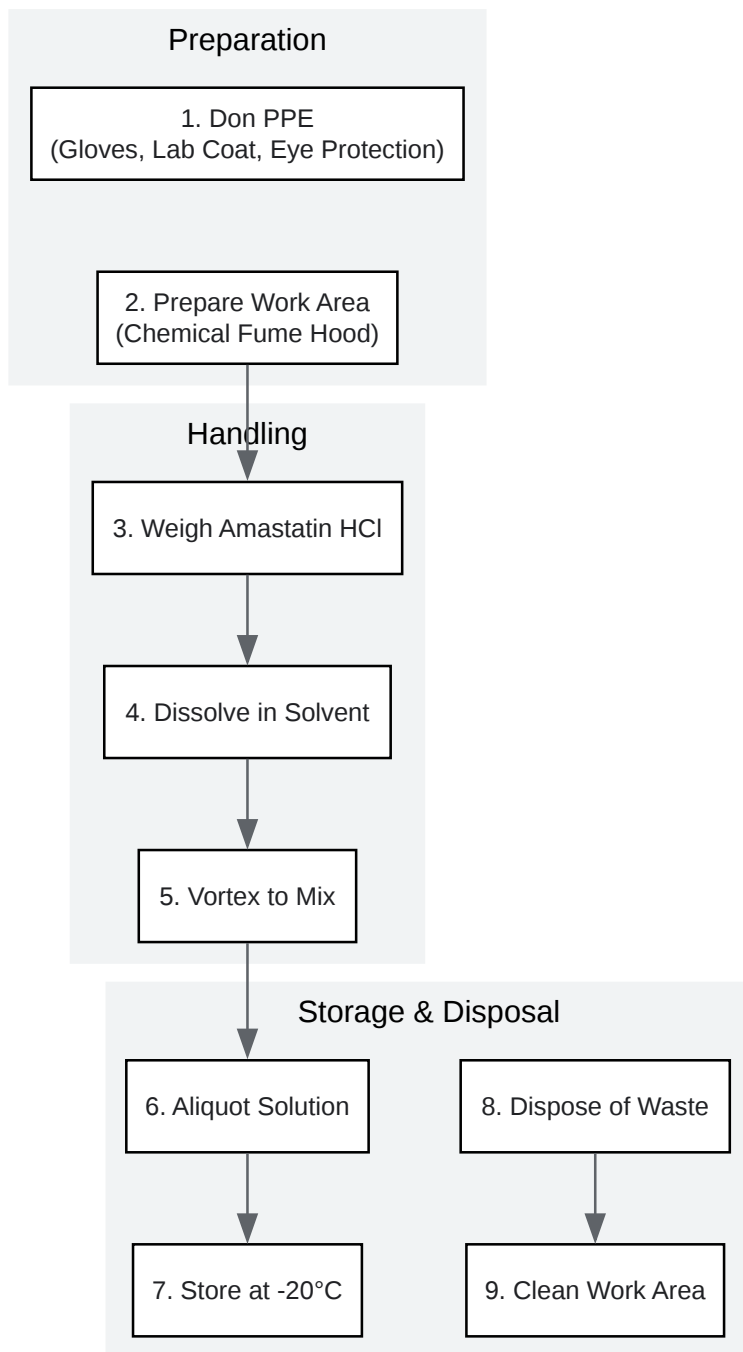 Preparation
1. Don PPE
(Gloves, Lab Coat, Eye Protection)
2. Prepare Work Area
(Chemical Fume Hood)
Handling
3. Weigh Amastatin HCl
4. Dissolve in Solvent
5. Vortex to Mix
Storage & Disposal
6. Aliquot Solution
8. Dispose of Waste
7. Store at -20°C
9. Clean Work Area